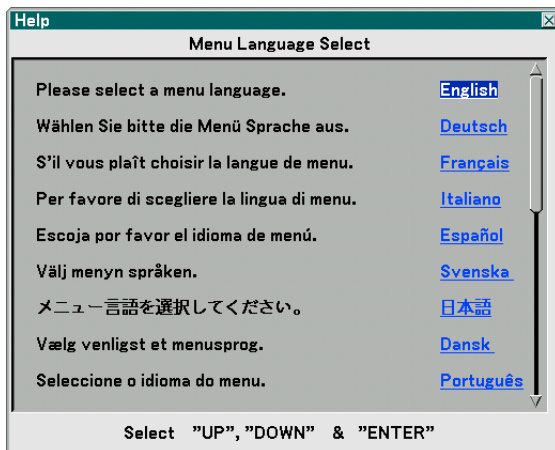 Help
Menu Language Select
Please select a menu language. English
Wählen Sie bitte die Menü Sprache aus. Deutsch
S'il vous plaît choisir la langue de menu. Français
Per favore di scegliere la lingua di menu. Italiano
Escoja por favor el idioma de menú. Español
Välj menyn språken. Svenska
メニュー言語を選択してください。 日本語
Vælg venligst et menusprog. Dansk
Seleccione o idioma do menu. Português
Select "UP", "DOWN" & "ENTER"